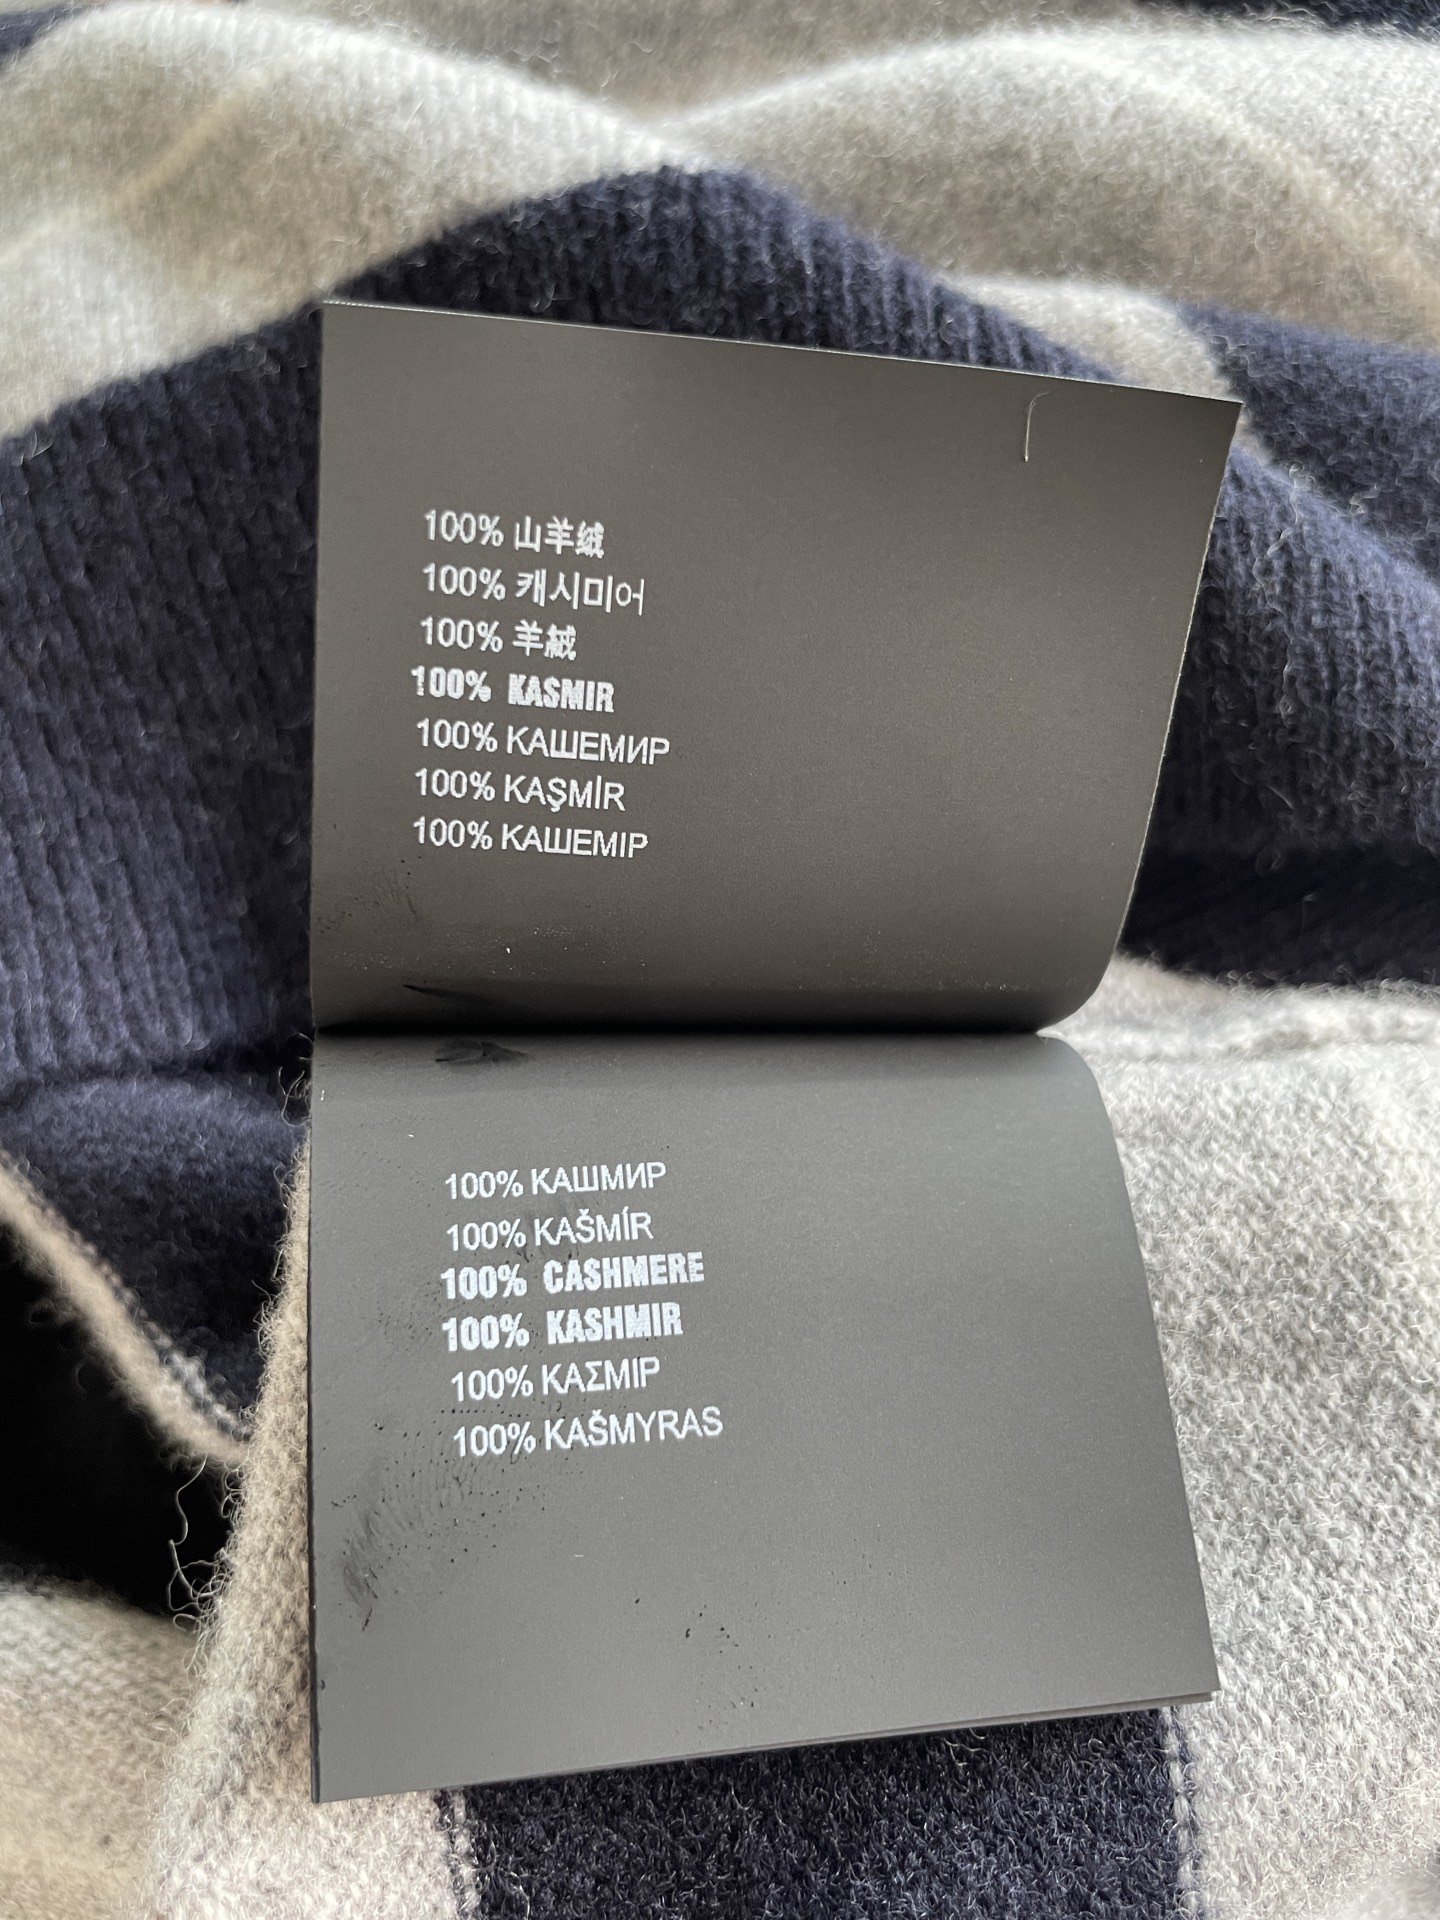 100% 山羊绒
100% 캐시미어
100% 羊絨
100% KASMIR
100% КАШЕМИР
100% KAŞMİR
100% КАШЕМІР
100% КАШМИР
100% KAŠMÍR
100% CASHMERE
100% KASHMIR
100% ΚΑΣΜΙΡ
100% KAŠMYRAS